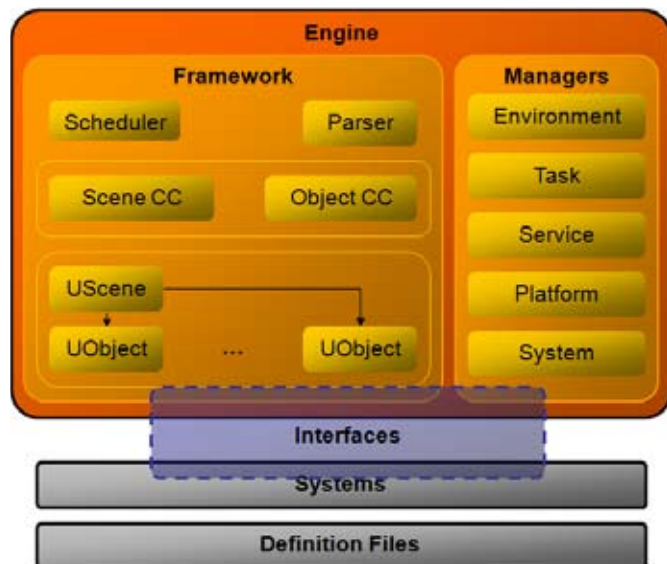 Engine
Framework
Scheduler
Parser
Scene CC
Object CC
UScene
UObject
...
UObject
Managers
Environment
Task
Service
Platform
System
Interfaces
Systems
Definition Files